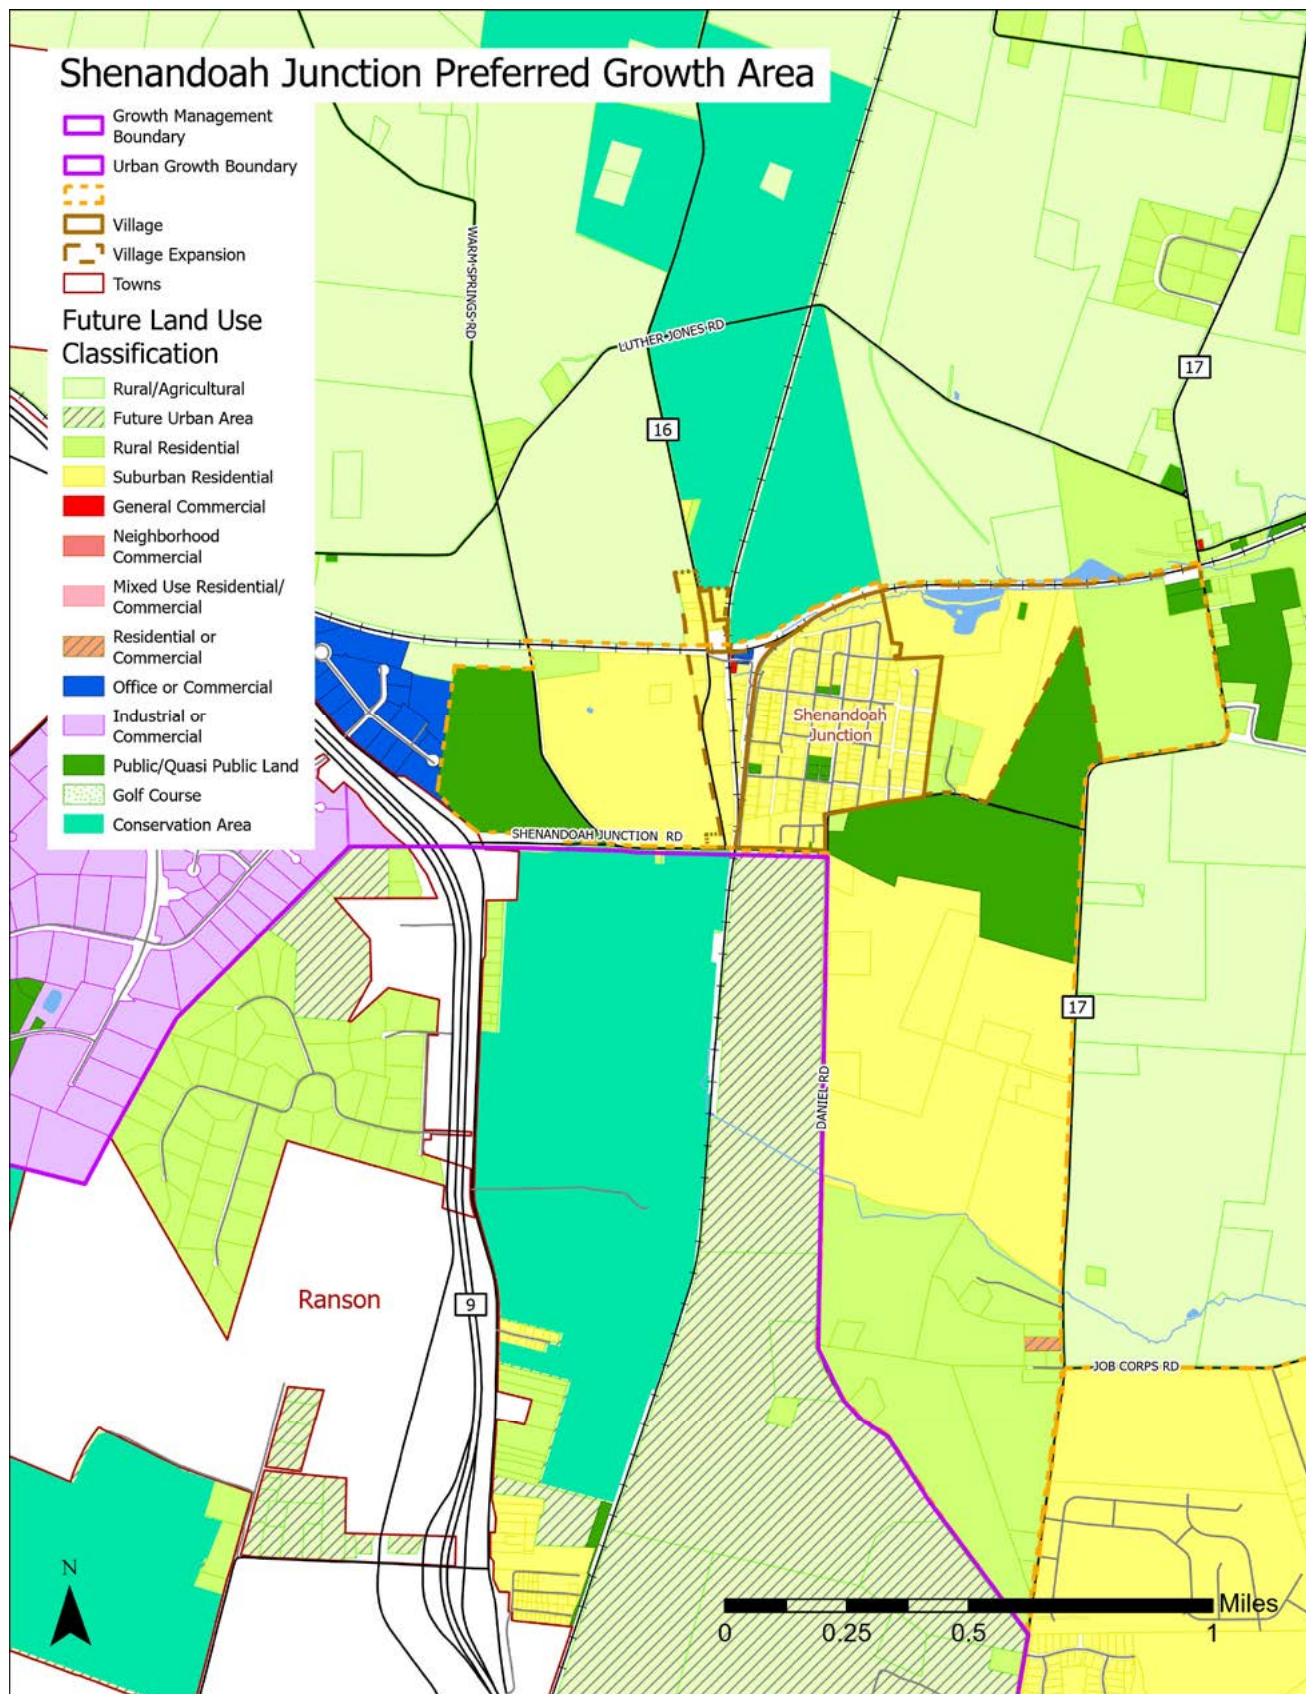 Shenandoah Junction Preferred Growth Area
Growth Management
Boundary
Urban Growth Boundary
Village
Village Expansion
Towns
Future Land Use
Classification
Rural/Agricultural
Future Urban Area
Rural Residential
Suburban Residential
General Commercial
Neighborhood
Commercial
Mixed Use Residential/
Commercial
Residential or
Commercial
Office or Commercial
Industrial or
Commercial
Public/Quasi Public Land
Golf Course
Conservation Area
WARM SPRINGS RD
LUTHER JONES RD
17
16
Shenandoah
Junction
SHENANDOAH JUNCTION RD
17
DANIEL RD
Ranson
9
JOB CORPS RD
N
Miles
0
0.25
0.5
1